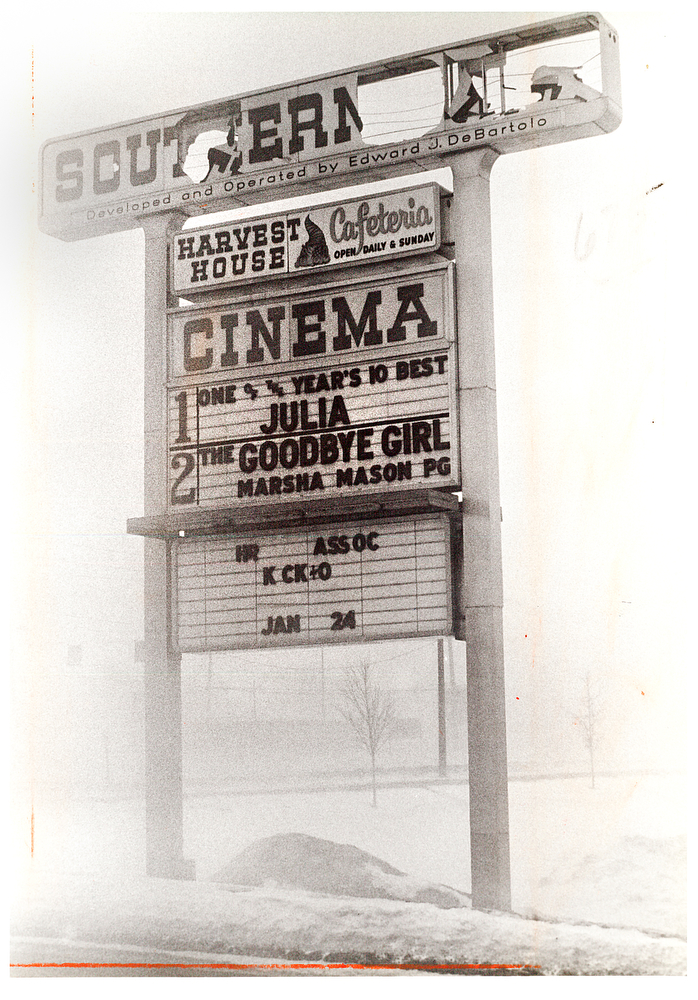 SOUTHERN
Developed and Operated by Edward J. DeBartolo
HARVEST HOUSE
Cafeteria
OPEN DAILY & SUNDAY
CINEMA
1 ONE OF THE YEAR'S 10 BEST
JULIA
2 THE GOODBYE GIRL
MARSHA MASON PG
HR ASSOC
K CK+O
JAN 24